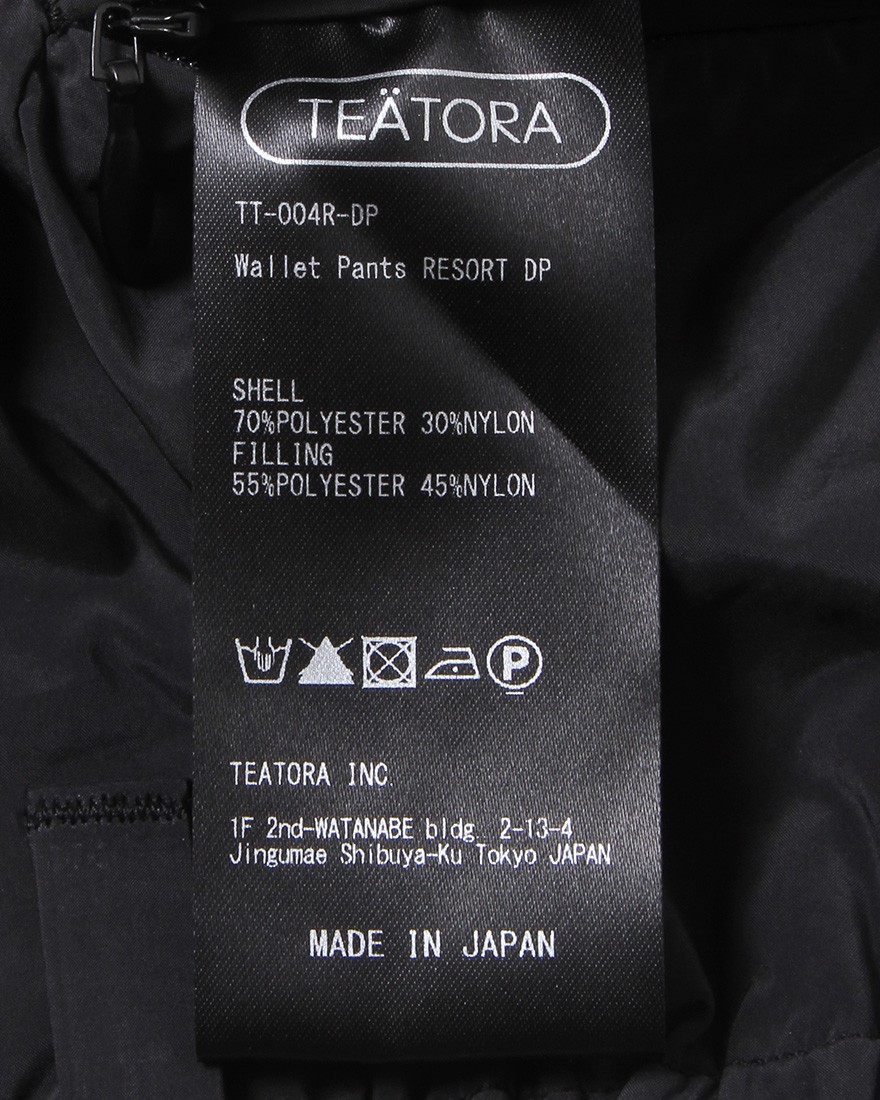 TEÄTORA
TT-004R-DP
Wallet Pants RESORT DP
SHELL
70%POLYESTER 30%NYLON
FILLING
55%POLYESTER 45%NYLON
P
TEATORA INC.
1F 2nd-WATANABE bldg. 2-13-4
Jingumae Shibuya-Ku Tokyo JAPAN
MADE IN JAPAN